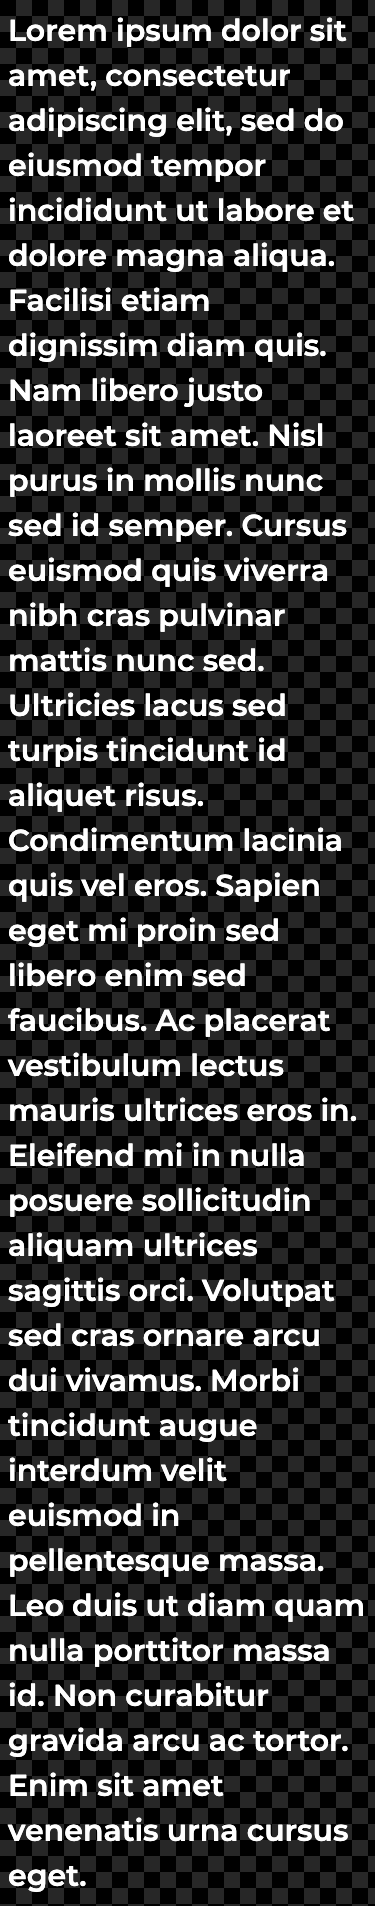 Lorem ipsum dolor sit
amet, consectetur
adipiscing elit, sed do
eiusmod tempor
incididunt ut labore et
dolore magna aliqua.
Facilisi etiam
dignissim diam quis.
Nam libero justo
laoreet sit amet. Nisl
purus in mollis nunc
sed id semper. Cursus
euismod quis viverra
nibh cras pulvinar
mattis nunc sed.
Ultricies lacus sed
turpis tincidunt id
aliquet risus.
Condimentum lacinia
quis vel eros. Sapien
eget mi proin sed
libero enim sed
faucibus. Ac placerat
vestibulum lectus
mauris ultrices eros in.
Eleifend mi in nulla
posuere sollicitudin
aliquam ultrices
sagittis orci. Volutpat
sed cras ornare arcu
dui vivamus. Morbi
tincidunt augue
interdum velit
euismod in
pellentesque massa.
Leo duis ut diam quam
nulla porttitor massa
id. Non curabitur
gravida arcu ac tortor.
Enim sit amet
venenatis urna cursus
eget.